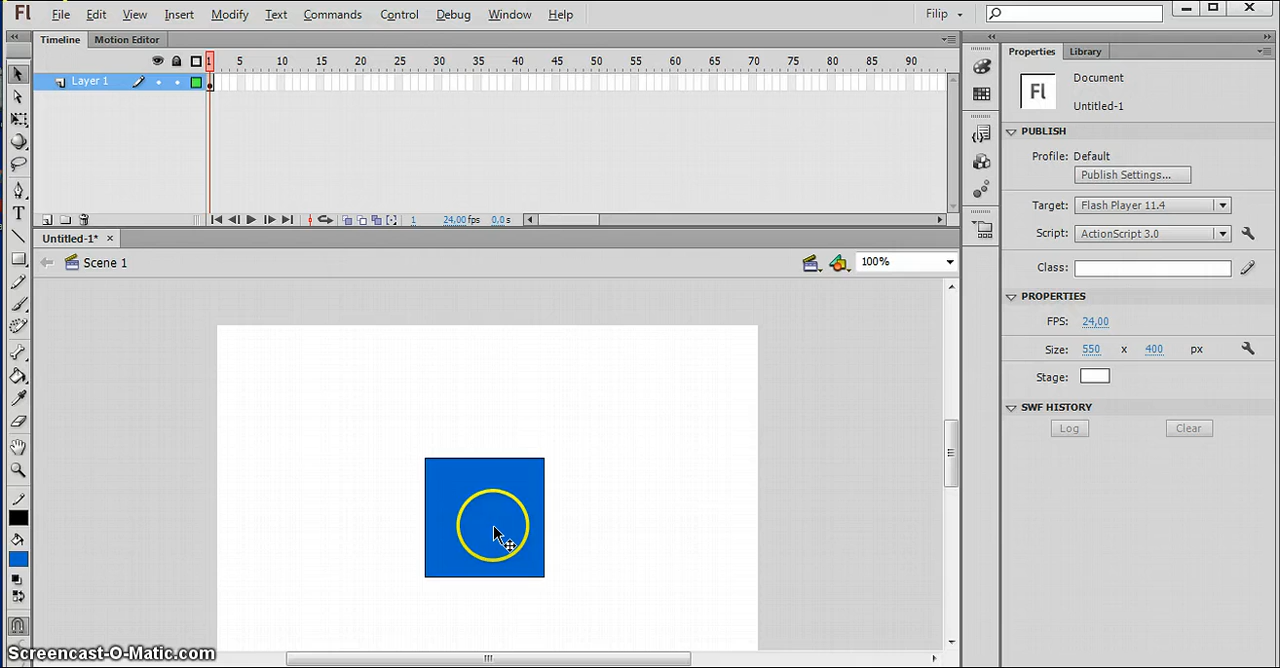 Fl File Edit View Insert Modify Text Commands Control Debug Window Help Filip
Timeline Motion Editor
Properties Library
1 5 10 15 20 25 30 35 40 45 50 55 60 65 70 75 80 85 90
Layer 1
Fl Document
Untitled-1
PUBLISH
Profile: Default
Publish Settings...
Target: Flash Player 11.4
1 24,00 fps 0,0 s
Script: ActionScript 3.0
Untitled-1*
Scene 1 100%
Class:
PROPERTIES
FPS: 24,00
Size: 550 x 400 px
Stage:
SWF HISTORY
Log Clear
T
Screencast-O-Matic.com